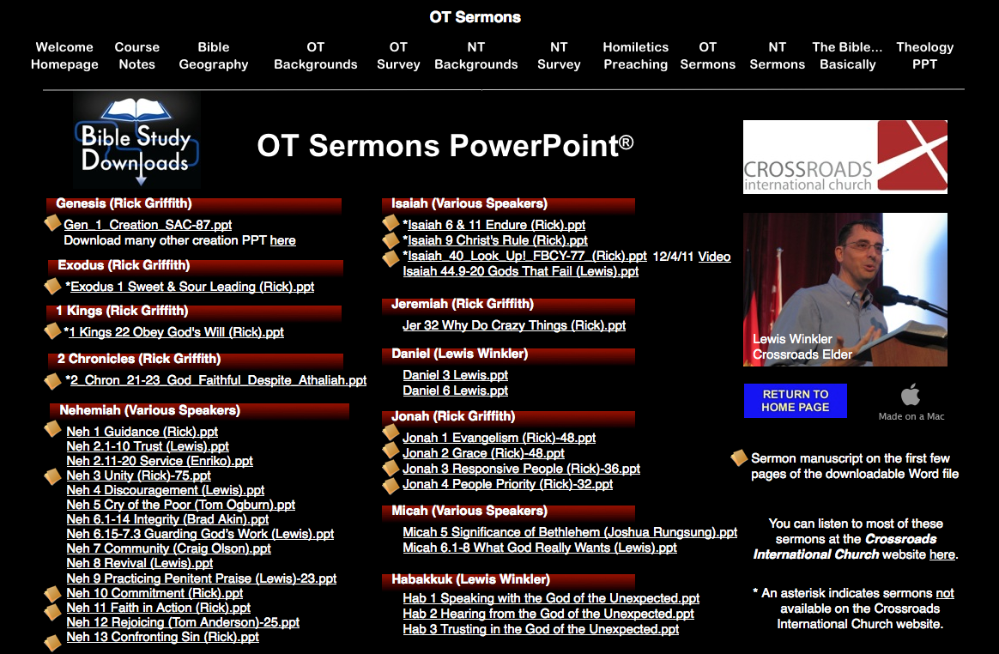 OT Sermons
Welcome Homepage
Course Notes
Bible Geography
OT Backgrounds
OT Survey
NT Backgrounds
NT Survey
Homiletics Preaching
OT Sermons
NT Sermons
The Bible... Basically
Theology PPT
Bible Study
Downloads
OT Sermons PowerPoint®
Genesis (Rick Griffith)
Gen_1_Creation_SAC-87.ppt
Download many other creation PPT here
Exodus (Rick Griffith)
*Exodus 1 Sweet & Sour Leading (Rick).ppt
1 Kings (Rick Griffith)
*1 Kings 22 Obey God's Will (Rick).ppt
2 Chronicles (Rick Griffith)
*2_Chron_21-23_God_Faithful_Despite_Athaliah.ppt
Nehemiah (Various Speakers)
Neh 1 Guidance (Rick).ppt
Neh 2.1-10 Trust (Lewis).ppt
Neh 2.11-20 Service (Enriko).ppt
Neh 3 Unity (Rick)-75.ppt
Neh 4 Discouragement (Lewis).ppt
Neh 5 Cry of the Poor (Tom Ogburn).ppt
Neh 6.1-14 Integrity (Brad Akin).ppt
Neh 6.15-7.3 Guarding God's Work (Lewis).ppt
Neh 7 Community (Craig Olson).ppt
Neh 8 Revival (Lewis).ppt
Neh 9 Practicing Penitent Praise (Lewis)-23.ppt
Neh 10 Commitment (Rick).ppt
Neh 11 Faith in Action (Rick).ppt
Neh 12 Rejoicing (Tom Anderson)-25.ppt
Neh 13 Confronting Sin (Rick).ppt
Isaiah (Various Speakers)
*Isaiah 6 & 11 Endure (Rick).ppt
*Isaiah 9 Christ's Rule (Rick).ppt
*Isaiah_40_Look_Up!_FBCY-77_(Rick).ppt 12/4/11 Video
Isaiah 44.9-20 Gods That Fail (Lewis).ppt
Jeremiah (Rick Griffith)
Jer 32 Why Do Crazy Things (Rick).ppt
Daniel (Lewis Winkler)
Daniel 3 Lewis.ppt
Daniel 6 Lewis.ppt
Jonah (Rick Griffith)
Jonah 1 Evangelism (Rick)-48.ppt
Jonah 2 Grace (Rick)-48.ppt
Jonah 3 Responsive People (Rick)-36.ppt
Jonah 4 People Priority (Rick)-32.ppt
Micah (Various Speakers)
Micah 5 Significance of Bethlehem (Joshua Rungsung).ppt
Micah 6.1-8 What God Really Wants (Lewis).ppt
Habakkuk (Lewis Winkler)
Hab 1 Speaking with the God of the Unexpected.ppt
Hab 2 Hearing from the God of the Unexpected.ppt
Hab 3 Trusting in the God of the Unexpected.ppt
CROSSROADS
international church
Lewis Winkler
Crossroads Elder
RETURN TO
HOME PAGE
Made on a Mac
Sermon manuscript on the first few
pages of the downloadable Word file
You can listen to most of these
sermons at the Crossroads
International Church website here.
* An asterisk indicates sermons not
available on the Crossroads
International Church website.